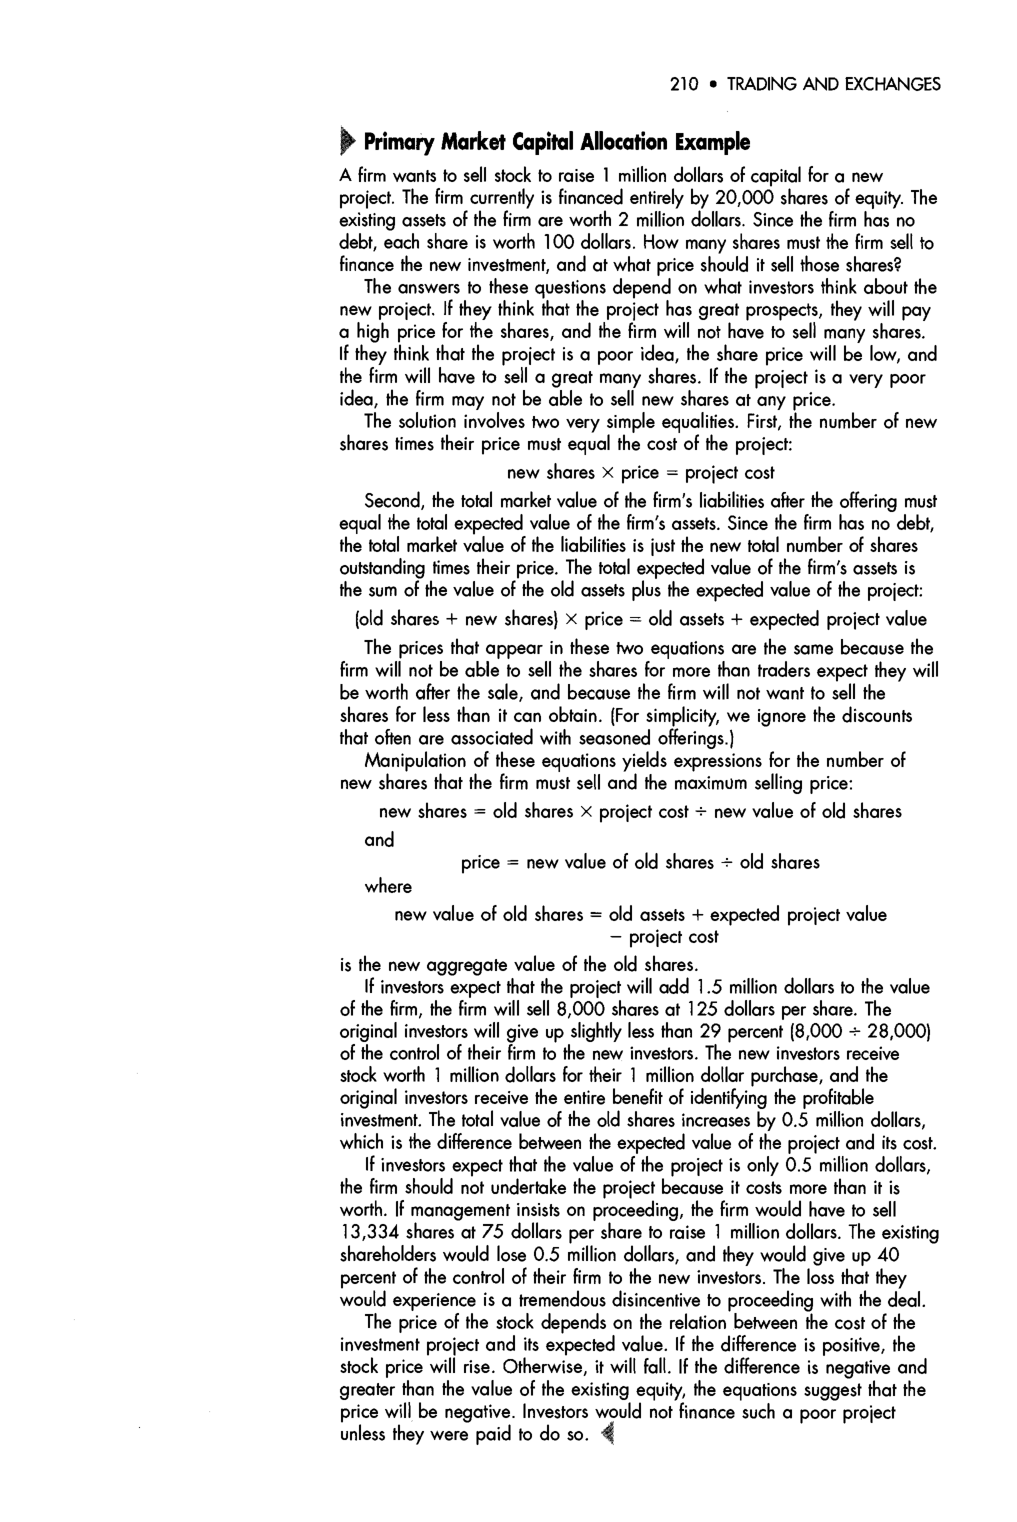 210 • TRADING AND EXCHANGES
Primary Market Capital Allocation Example
A firm wants to sell stock to raise 1 million dollars of capital for a new
project. The firm currently is financed entirely by 20,000 shares of equity. The
existing assets of the firm are worth 2 million dollars. Since the firm has no
debt, each share is worth 100 dollars. How many shares must the firm sell to
finance the new investment, and at what price should it sell those shares?
The answers to these questions depend on what investors think about the
new project. If they think that the project has great prospects, they will pay
a high price for the shares, and the firm will not have to sell many shares.
If they think that the project is a poor idea, the share price will be low, and
the firm will have to sell a great many shares. If the project is a very poor
idea, the firm may not be able to sell new shares at any price.
The solution involves two very simple equalities. First, the number of new
shares times their price must equal the cost of the project:
new shares × price = project cost
Second, the total market value of the firm's liabilities after the offering must
equal the total expected value of the firm's assets. Since the firm has no debt,
the total market value of the liabilities is just the new total number of shares
outstanding times their price. The total expected value of the firm's assets is
the sum of the value of the old assets plus the expected value of the project:
(old shares + new shares) × price = old assets + expected project value
The prices that appear in these two equations are the same because the
firm will not be able to sell the shares for more than traders expect they will
be worth after the sale, and because the firm will not want to sell the
shares for less than it can obtain. (For simplicity, we ignore the discounts
that often are associated with seasoned offerings.)
Manipulation of these equations yields expressions for the number of
new shares that the firm must sell and the maximum selling price:
new shares = old shares × project cost ÷ new value of old shares
and
price = new value of old shares ÷ old shares
where
new value of old shares = old assets + expected project value
− project cost
is the new aggregate value of the old shares.
If investors expect that the project will add 1.5 million dollars to the value
of the firm, the firm will sell 8,000 shares at 125 dollars per share. The
original investors will give up slightly less than 29 percent (8,000 ÷ 28,000)
of the control of their firm to the new investors. The new investors receive
stock worth 1 million dollars for their 1 million dollar purchase, and the
original investors receive the entire benefit of identifying the profitable
investment. The total value of the old shares increases by 0.5 million dollars,
which is the difference between the expected value of the project and its cost.
If investors expect that the value of the project is only 0.5 million dollars,
the firm should not undertake the project because it costs more than it is
worth. If management insists on proceeding, the firm would have to sell
13,334 shares at 75 dollars per share to raise 1 million dollars. The existing
shareholders would lose 0.5 million dollars, and they would give up 40
percent of the control of their firm to the new investors. The loss that they
would experience is a tremendous disincentive to proceeding with the deal.
The price of the stock depends on the relation between the cost of the
investment project and its expected value. If the difference is positive, the
stock price will rise. Otherwise, it will fall. If the difference is negative and
greater than the value of the existing equity, the equations suggest that the
price will be negative. Investors would not finance such a poor project
unless they were paid to do so.